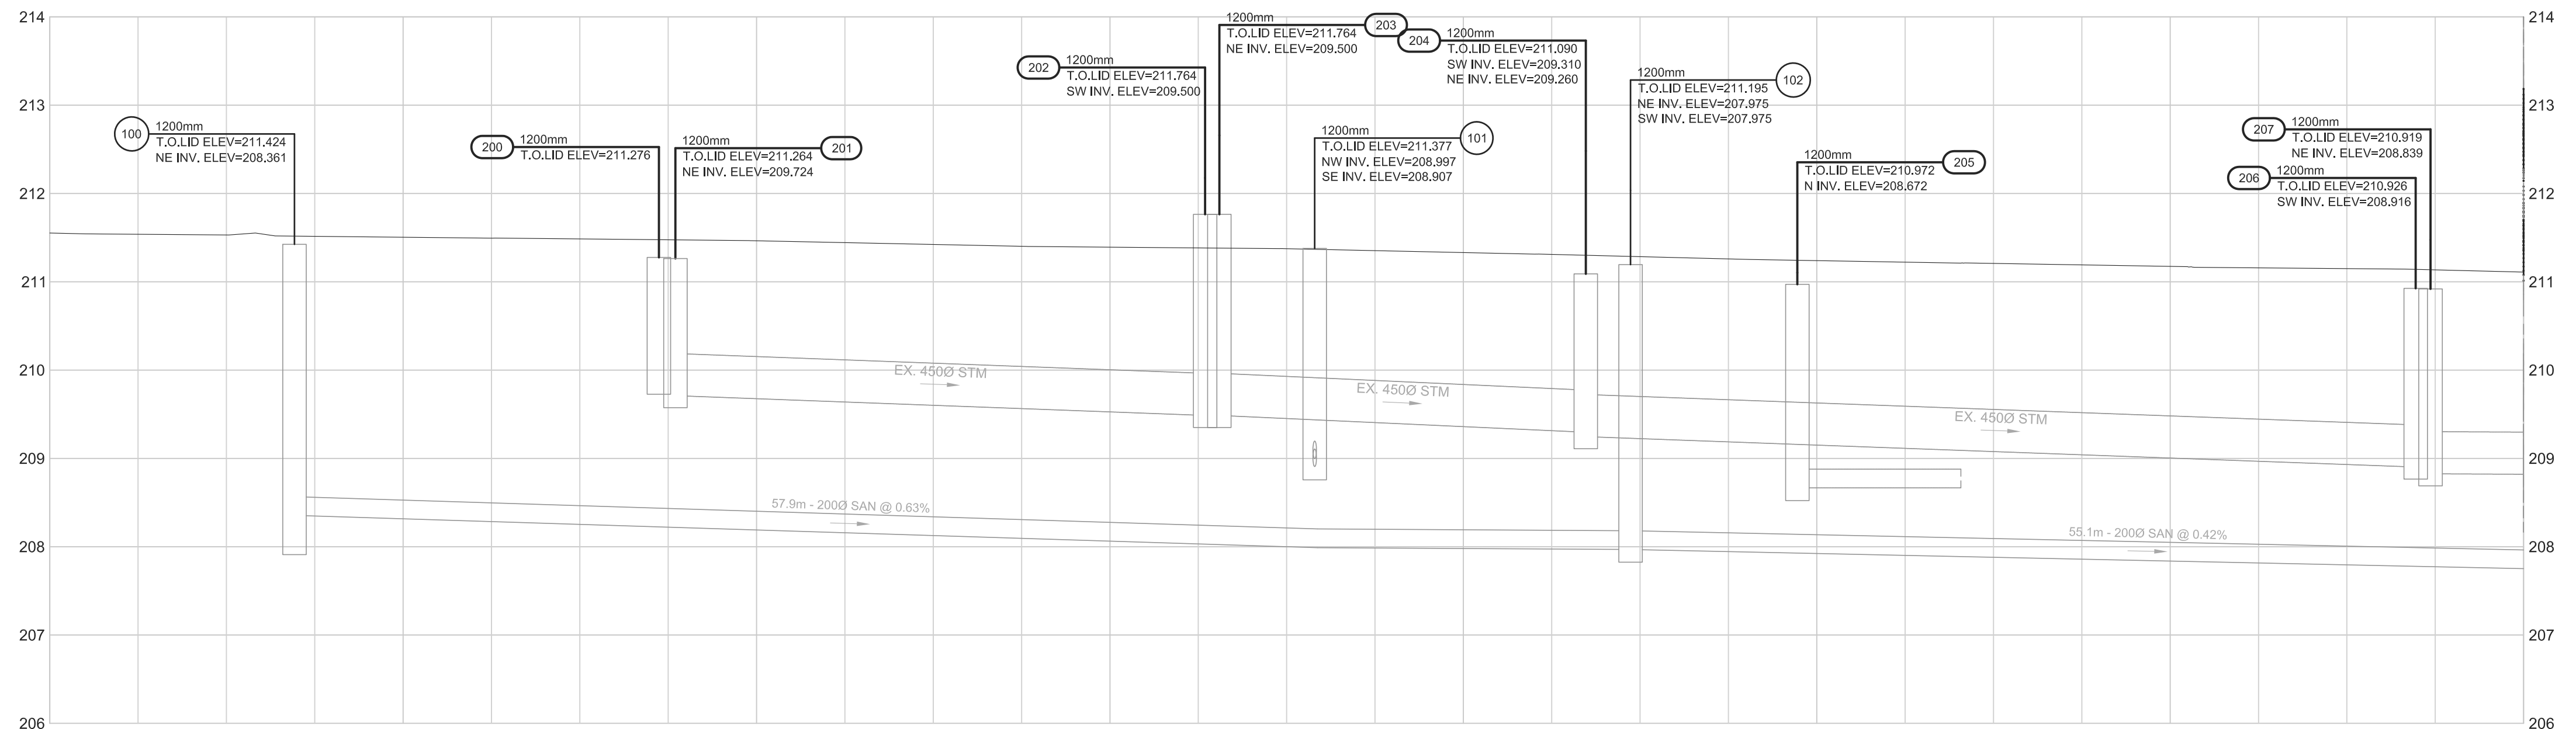 214
213
212
211
210
209
208
207
206
100
1200mm
T.O.LID ELEV=211.424
NE INV. ELEV=208.361
200
1200mm
T.O.LID ELEV=211.276
1200mm
T.O.LID ELEV=211.264
NE INV. ELEV=209.724
201
202
1200mm
T.O.LID ELEV=211.764
SW INV. ELEV=209.500
1200mm
T.O.LID ELEV=211.764
NE INV. ELEV=209.500
203
204
1200mm
T.O.LID ELEV=211.090
SW INV. ELEV=209.310
NE INV. ELEV=209.260
1200mm
T.O.LID ELEV=211.377
NW INV. ELEV=208.997
SE INV. ELEV=208.907
101
1200mm
T.O.LID ELEV=211.195
NE INV. ELEV=207.975
SW INV. ELEV=207.975
102
1200mm
T.O.LID ELEV=210.972
N INV. ELEV=208.672
205
207
1200mm
T.O.LID ELEV=210.919
NE INV. ELEV=208.839
206
1200mm
T.O.LID ELEV=210.926
SW INV. ELEV=208.916
EX. 450Ø STM
EX. 450Ø STM
EX. 450Ø STM
57.9m - 200Ø SAN @ 0.63%
55.1m - 200Ø SAN @ 0.42%
214
213
212
211
210
209
208
207
206